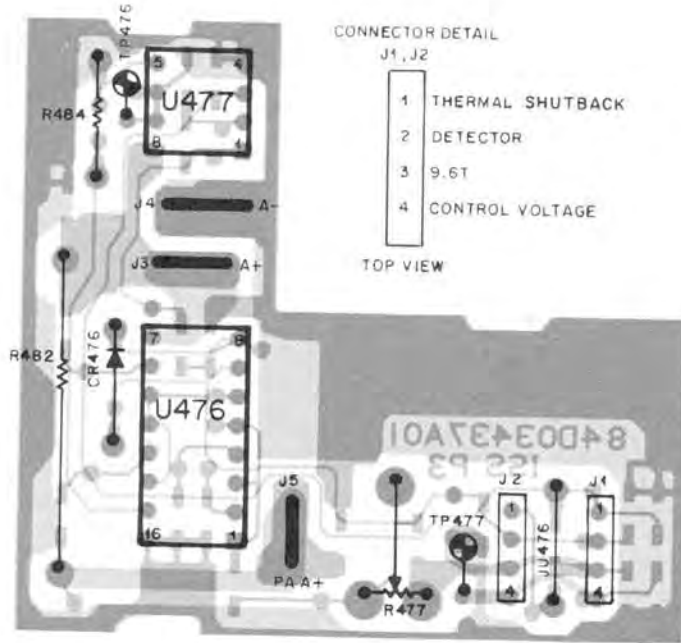 CONNECTOR DETAIL
J1, J2
1 THERMAL SHUTBACK
2 DETECTOR
3 9.6T
4 CONTROL VOLTAGE
TOP VIEW
TP476
5 4
U477
8 1
R484
J4 A-
J3 A+
R482
CR476
7 8
U476
16 1
J5
PA A+
84D03437A01
ISS P3
J2 J1
1 1
TP477
JU476
4 4
R477